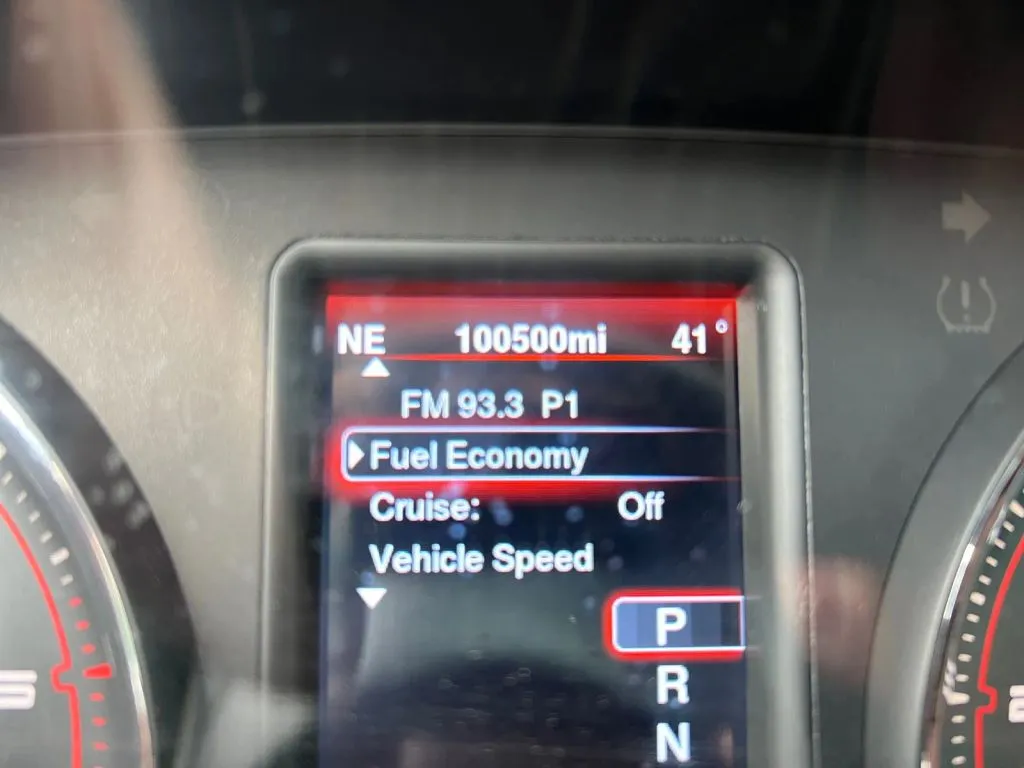 NE 100500mi 41°
FM 93.3 P1
Fuel Economy
Cruise: Off
Vehicle Speed
P
R
N